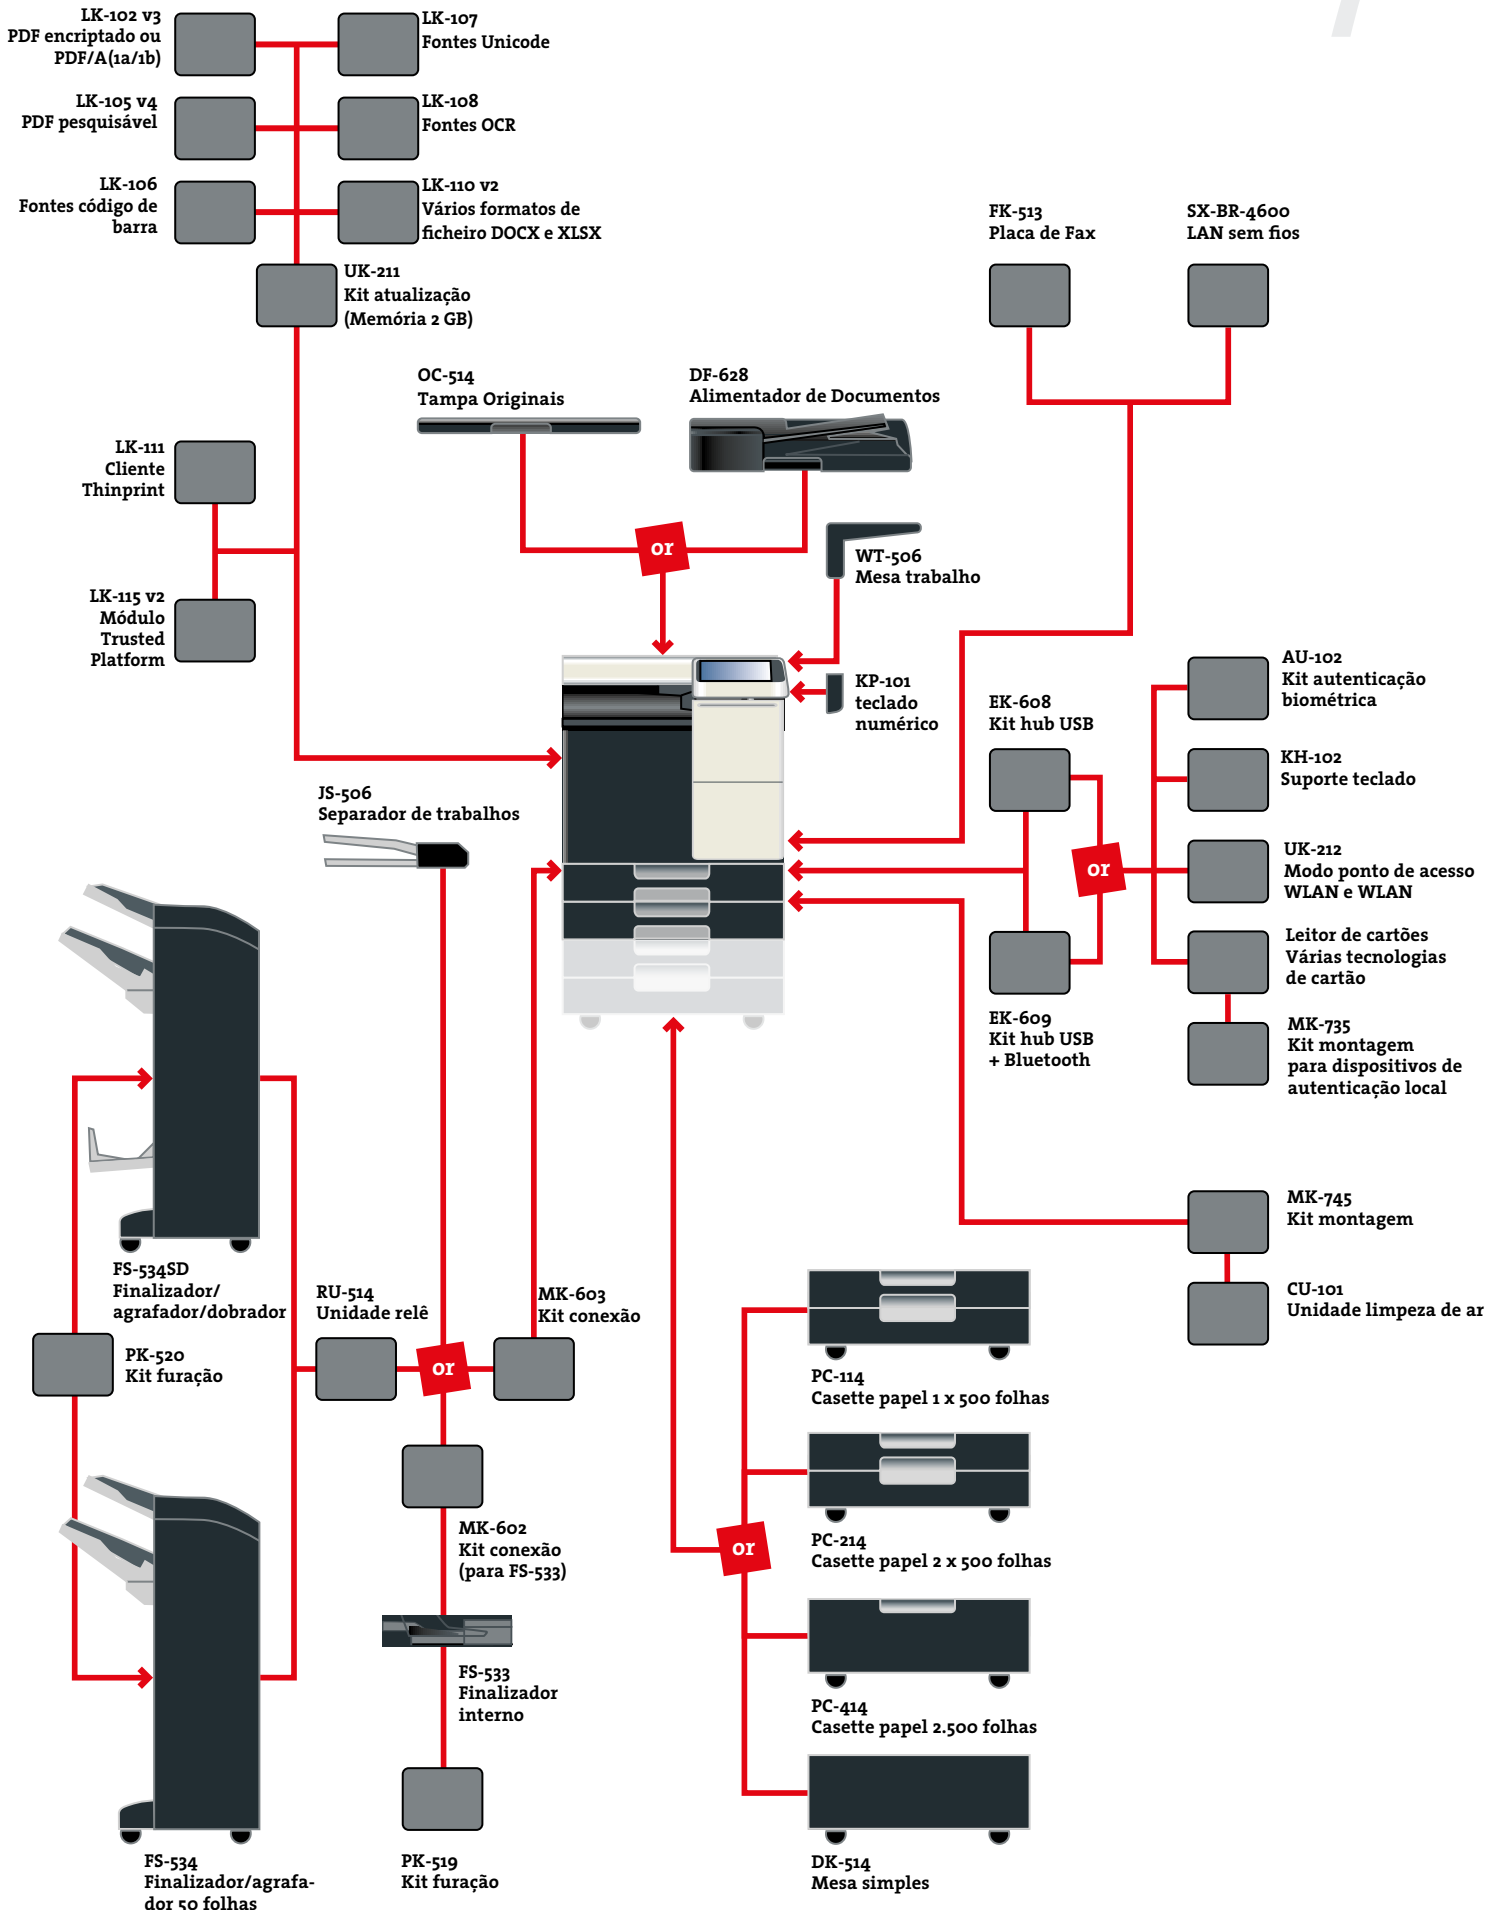 LK-102 v3
PDF encriptado ou
PDF/A(1a/1b)
LK-107
Fontes Unicode
LK-105 v4
PDF pesquisável
LK-108
Fontes OCR
LK-106
Fontes código de
barra
LK-110 v2
Vários formatos de
ficheiro DOCX e XLSX
UK-211
Kit atualização
(Memória 2 GB)
FK-513
Placa de Fax
SX-BR-4600
LAN sem fios
OC-514
Tampa Originais
DF-628
Alimentador de Documentos
LK-111
Cliente
Thinprint
or
WT-506
Mesa trabalho
LK-115 v2
Módulo
Trusted
Platform
KP-101
teclado
numérico
EK-608
Kit hub USB
AU-102
Kit autenticação
biométrica
KH-102
Suporte teclado
JS-506
Separador de trabalhos
or
UK-212
Modo ponto de acesso
WLAN e WLAN
Leitor de cartões
Várias tecnologias
de cartão
EK-609
Kit hub USB
+ Bluetooth
MK-735
Kit montagem
para dispositivos de
autenticação local
MK-745
Kit montagem
FS-534SD
Finalizador/
agrafador/dobrador
RU-514
Unidade relê
MK-603
Kit conexão
CU-101
Unidade limpeza de ar
PK-520
Kit furação
or
PC-114
Casette papel 1 x 500 folhas
MK-602
Kit conexão
(para FS-533)
or
PC-214
Casette papel 2 x 500 folhas
FS-533
Finalizador
interno
PC-414
Casette papel 2.500 folhas
FS-534
Finalizador/agrafa-
dor 50 folhas
PK-519
Kit furação
DK-514
Mesa simples